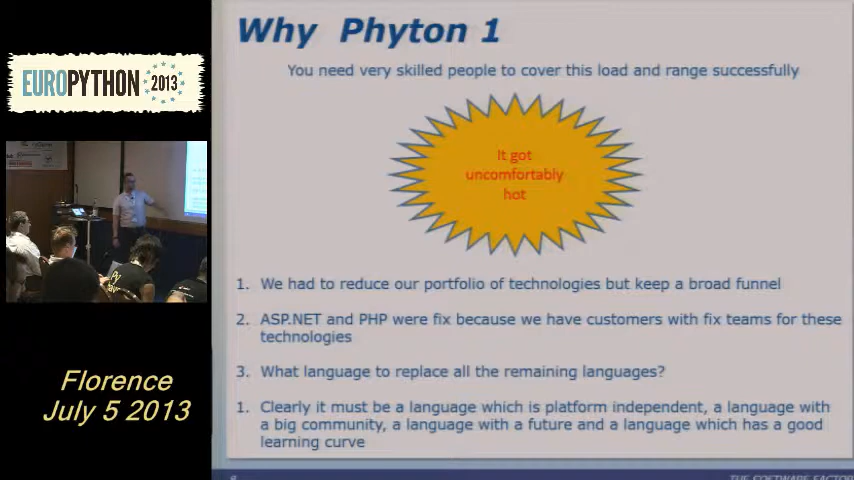 Why Phyton 1
You need very skilled people to cover this load and range successfully
EUROPYTHON 2013
It got
uncomfortably
hot
1. We had to reduce our portfolio of technologies but keep a broad funnel
2. ASP.NET and PHP were fix because we have customers with fix teams for these
technologies
3. What language to replace all the remaining languages?
1. Clearly it must be a language which is platform independent, a language with
a big community, a language with a future and a language which has a good
learning curve
Florence
July 5 2013
THE SOFTWARE